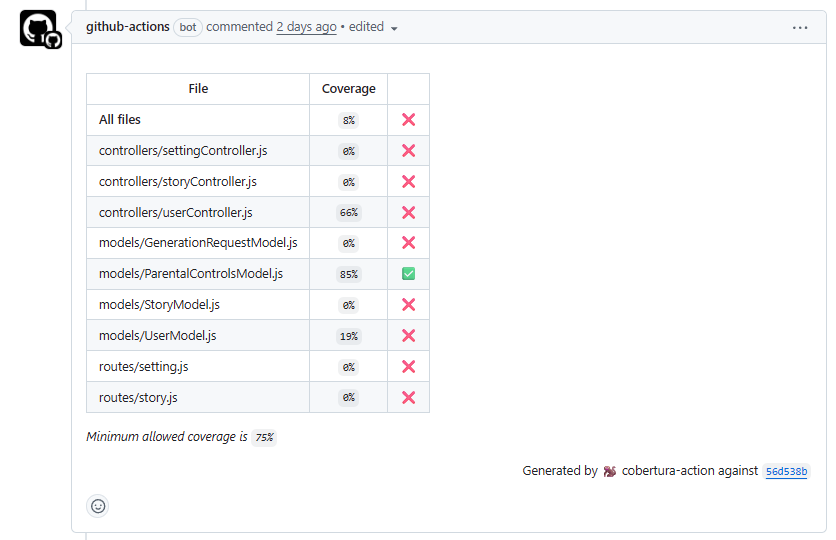 github-actions bot commented 2 days ago • edited
File Coverage
All files 8%
controllers/settingController.js 0%
controllers/storyController.js 0%
controllers/userController.js 66%
models/GenerationRequestModel.js 0%
models/ParentalControlsModel.js 85%
models/StoryModel.js 0%
models/UserModel.js 19%
routes/setting.js 0%
routes/story.js 0%
Minimum allowed coverage is 75%
Generated by 🐿️ cobertura-action against 56d538b